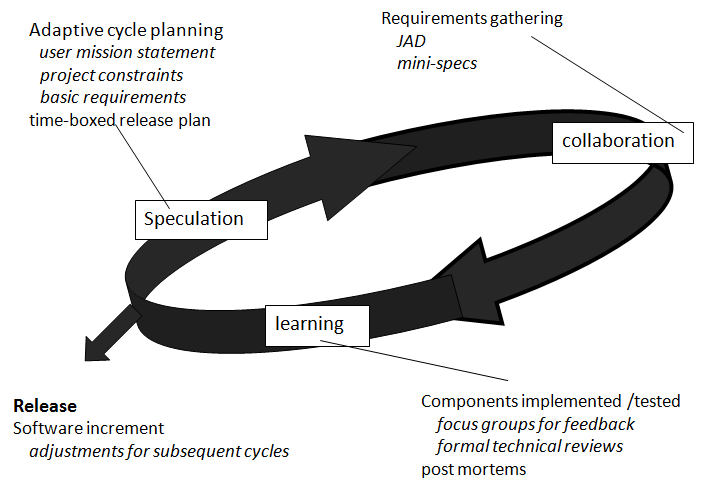 Adaptive cycle planning
user mission statement
project constraints
basic requirements
time-boxed release plan
Requirements gathering
JAD
mini-specs
collaboration
Speculation
learning
Release
Software increment
adjustments for subsequent cycles
Components implemented /tested
focus groups for feedback
formal technical reviews
post mortems